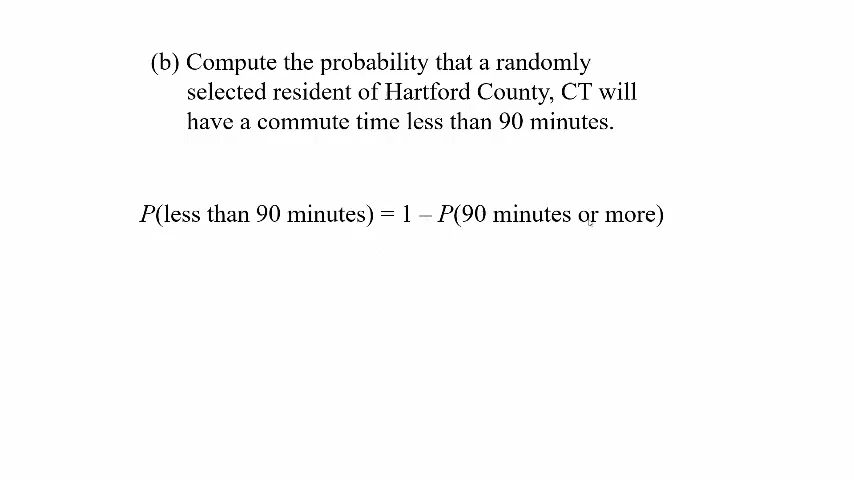 (b) Compute the probability that a randomly
selected resident of Hartford County, CT will
have a commute time less than 90 minutes.
P(less than 90 minutes) = 1 – P(90 minutes or more)